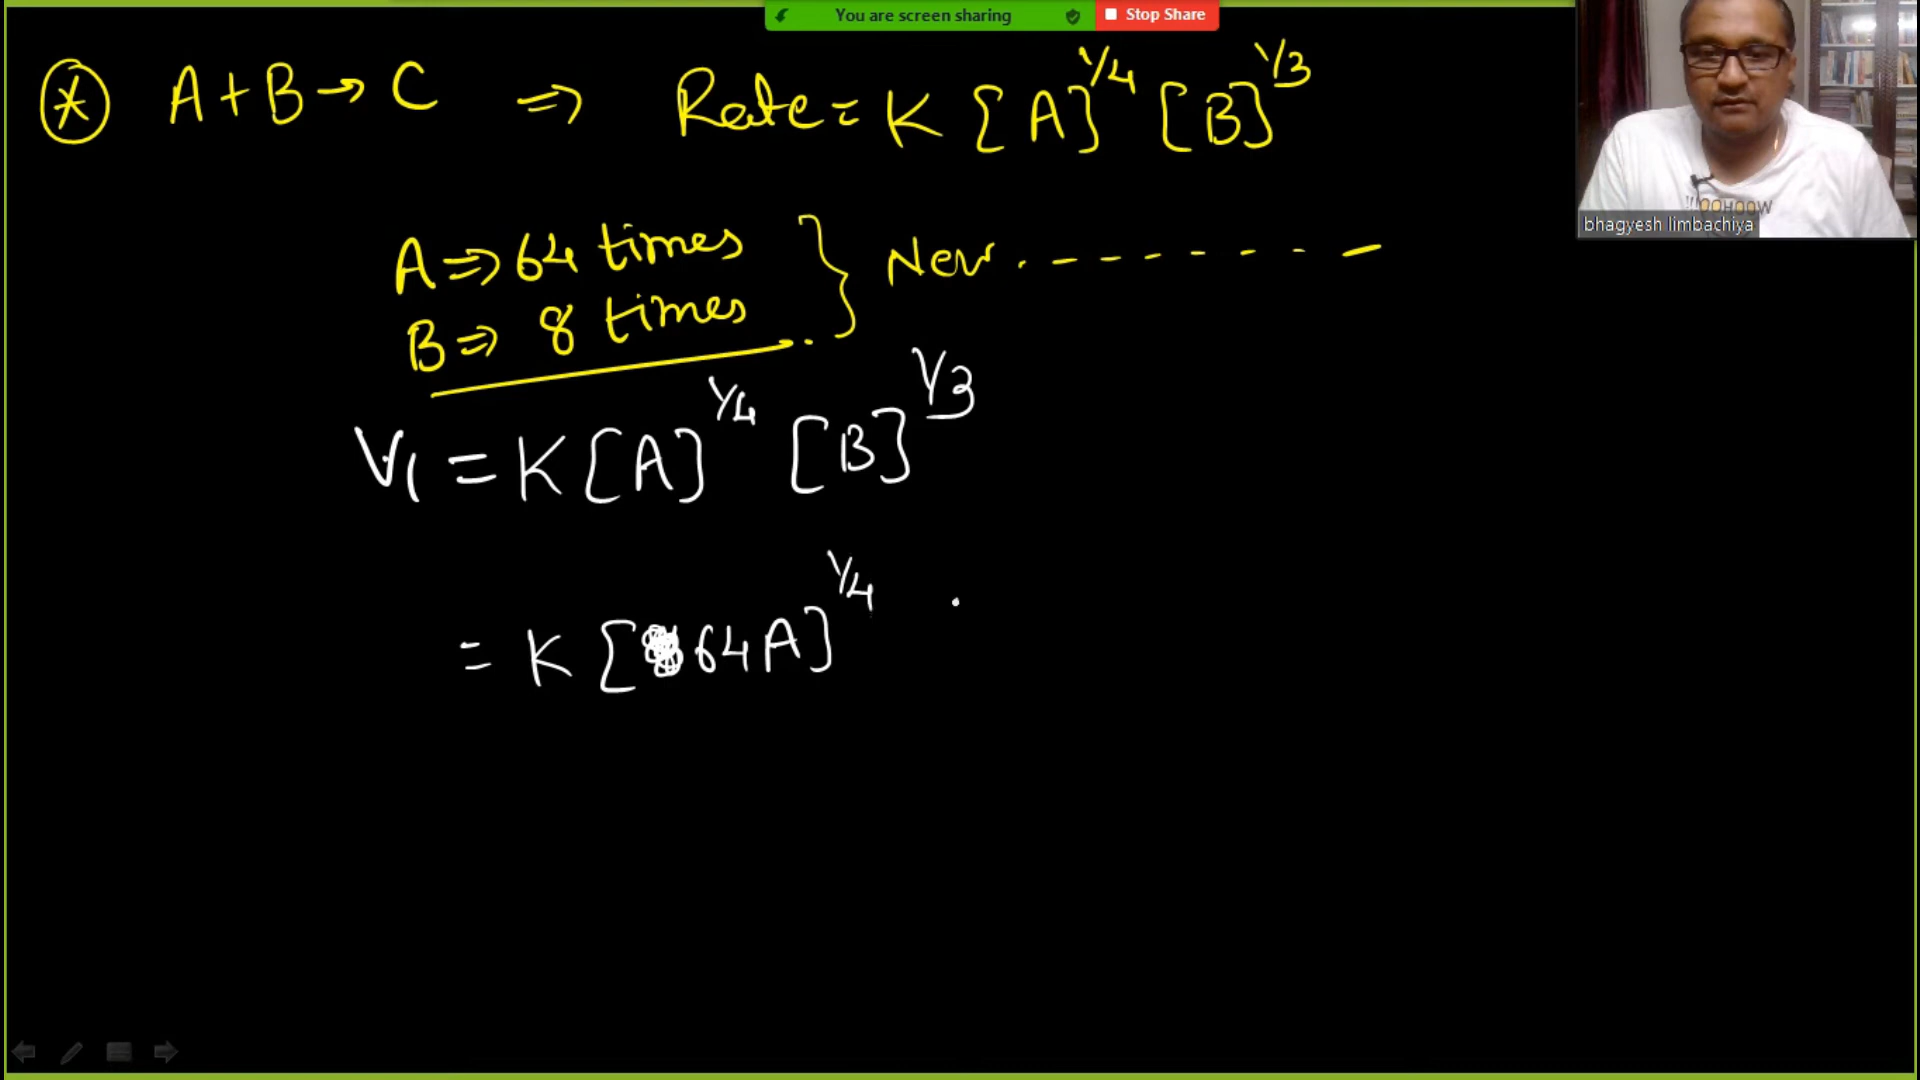 You are screen sharing Stop Share
* A+B→C ⇒ Rate = K [A]^1/4 [B]^1/3
A ⇒ 64 times
B ⇒ 8 times } New. - - - - - - - -
V1 = K[A]^1/4 [B]^1/3
= K [64A]^1/4 .
WOOHOOW
bhagyesh limbachiya